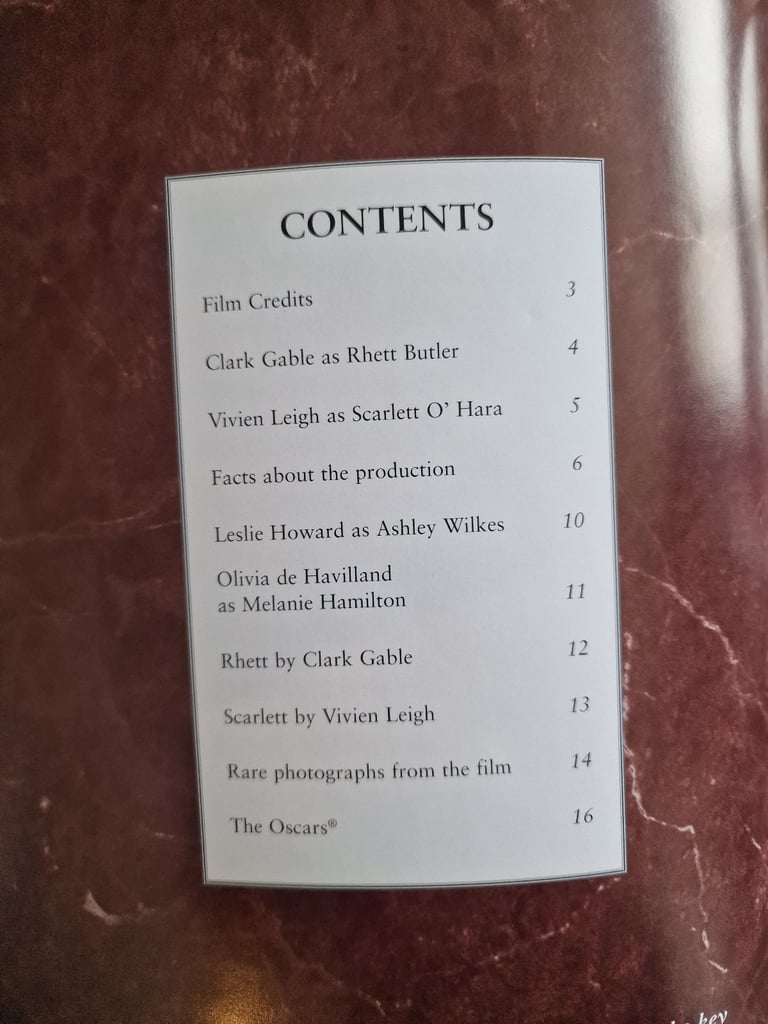 CONTENTS
Film Credits 3
Clark Gable as Rhett Butler 4
Vivien Leigh as Scarlett O’ Hara 5
Facts about the production 6
Leslie Howard as Ashley Wilkes 10
Olivia de Havilland
as Melanie Hamilton 11
Rhett by Clark Gable 12
Scarlett by Vivien Leigh 13
Rare photographs from the film 14
The Oscars® 16